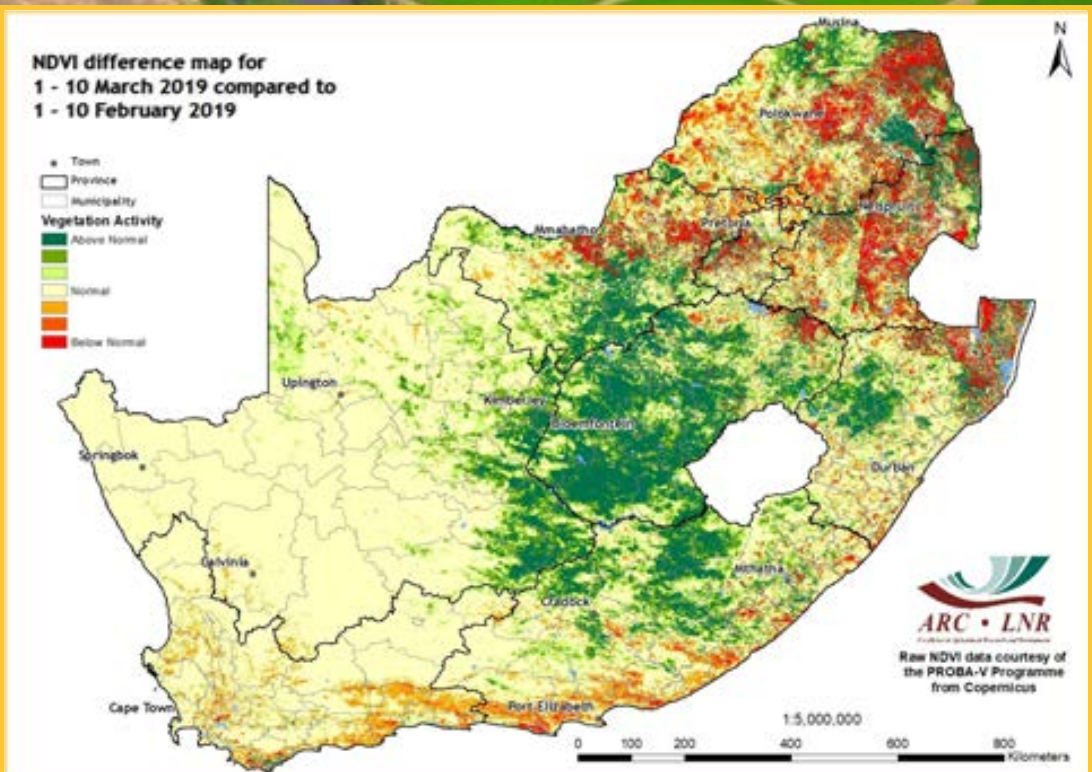 NDVI difference map for
1 - 10 March 2019 compared to
1 - 10 February 2019
Town
Province
Municipality
Vegetation Activity
Above Normal
Normal
Below Normal
N
Musina
Polokwane
Nelspruit
Pretoria
Mmabatho
Upington
Kimberley
Bloemfontein
Springbok
Durban
Calvinia
Mthatha
Cradock
Cape Town
Port Elizabeth
ARC • LNR
Raw NDVI data courtesy of
the PROBA-V Programme
from Copernicus
1:5,000,000
0 100 200 400 600 800
Kilometers